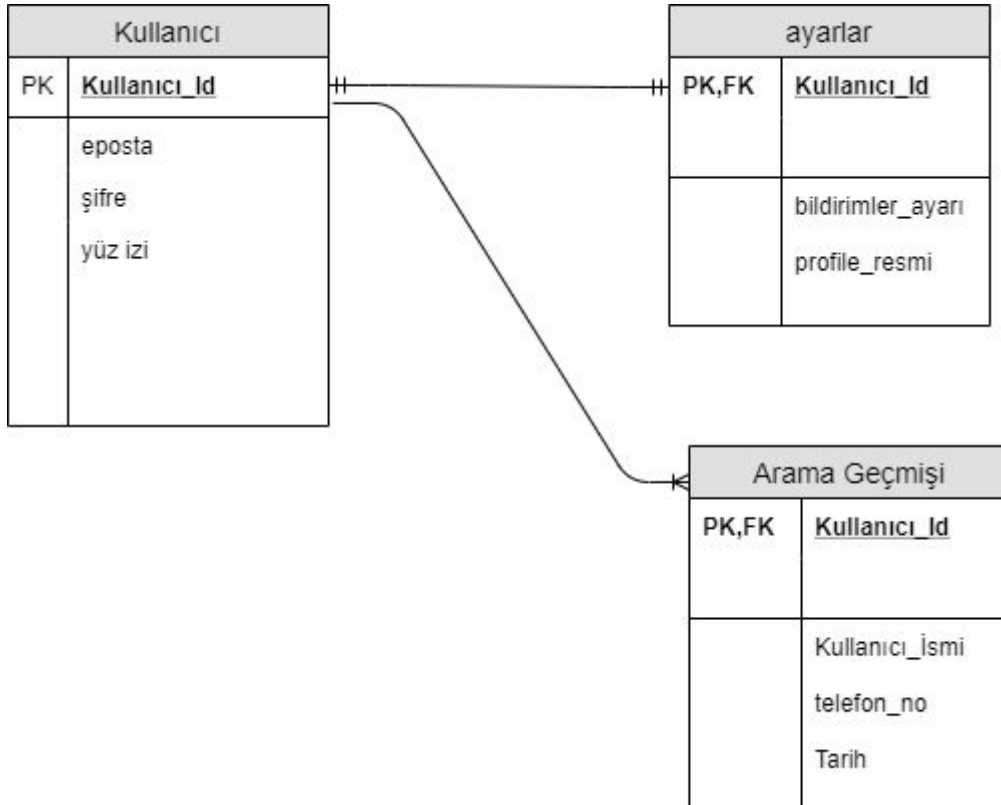 Kullanıcı
PK Kullanıcı_Id
eposta
şifre
yüz izi
ayarlar
PK,FK Kullanıcı_Id
bildirimler_ayarı
profile_resmi
Arama Geçmişi
PK,FK Kullanıcı_Id
Kullanıcı_İsmi
telefon_no
Tarih